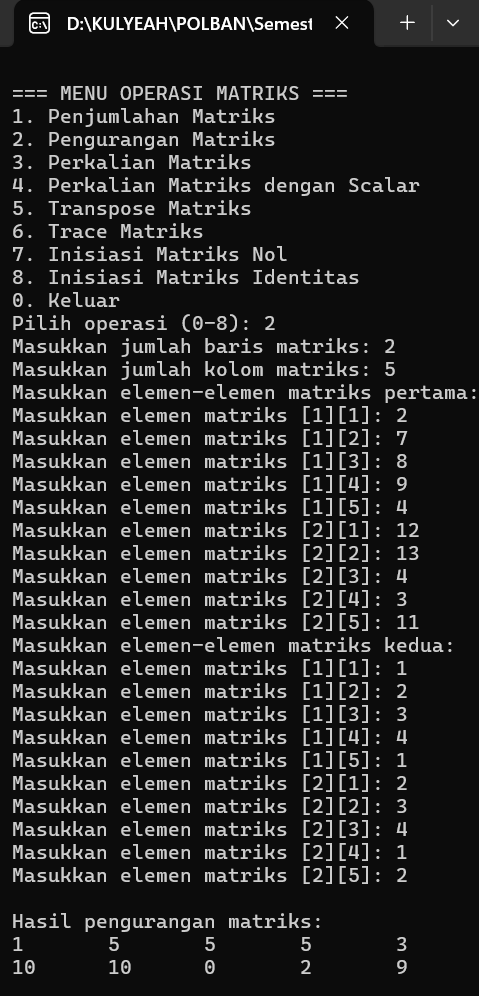 D:\KULYEAH\POLBAN\Semest
=== MENU OPERASI MATRIKS ===
1. Penjumlahan Matriks
2. Pengurangan Matriks
3. Perkalian Matriks
4. Perkalian Matriks dengan Scalar
5. Transpose Matriks
6. Trace Matriks
7. Inisiasi Matriks Nol
8. Inisiasi Matriks Identitas
0. Keluar
Pilih operasi (0-8): 2
Masukkan jumlah baris matriks: 2
Masukkan jumlah kolom matriks: 5
Masukkan elemen-elemen matriks pertama:
Masukkan elemen matriks [1][1]: 2
Masukkan elemen matriks [1][2]: 7
Masukkan elemen matriks [1][3]: 8
Masukkan elemen matriks [1][4]: 9
Masukkan elemen matriks [1][5]: 4
Masukkan elemen matriks [2][1]: 12
Masukkan elemen matriks [2][2]: 13
Masukkan elemen matriks [2][3]: 4
Masukkan elemen matriks [2][4]: 3
Masukkan elemen matriks [2][5]: 11
Masukkan elemen-elemen matriks kedua:
Masukkan elemen matriks [1][1]: 1
Masukkan elemen matriks [1][2]: 2
Masukkan elemen matriks [1][3]: 3
Masukkan elemen matriks [1][4]: 4
Masukkan elemen matriks [1][5]: 1
Masukkan elemen matriks [2][1]: 2
Masukkan elemen matriks [2][2]: 3
Masukkan elemen matriks [2][3]: 4
Masukkan elemen matriks [2][4]: 1
Masukkan elemen matriks [2][5]: 2
Hasil pengurangan matriks:
1 5 5 5 3
10 10 0 2 9